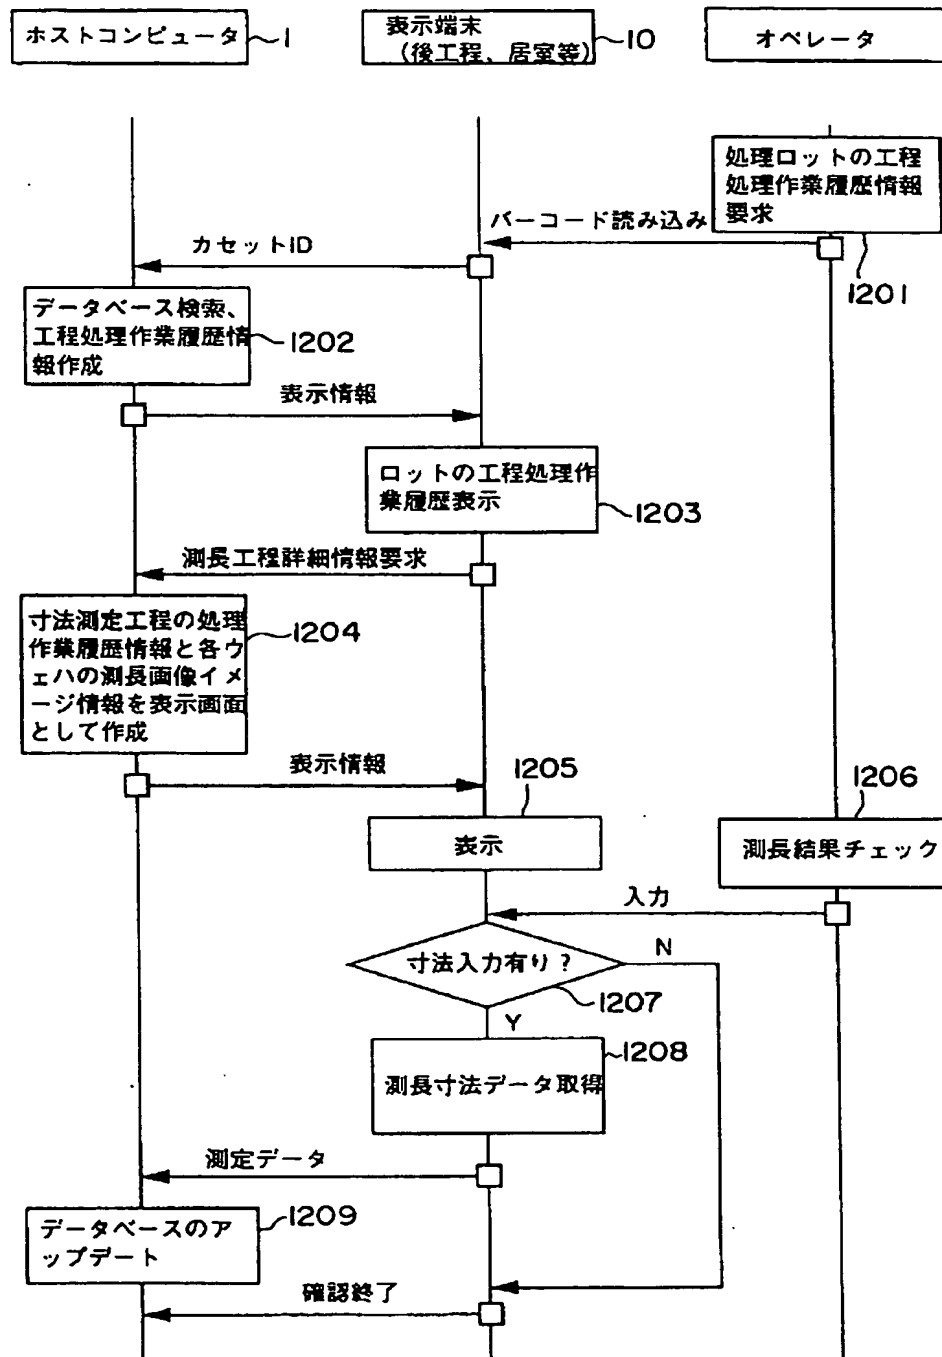 ホストコンピュータ
1
表示端末
(後工程、居室等)
10
オペレータ
処理ロットの工程
処理作業履歴情報
要求
1201
バーコード読み込み
カセットID
データベース検索、
工程処理作業履歴情
報作成
1202
表示情報
ロットの工程処理作
業履歴表示
1203
測長工程詳細情報要求
寸法測定工程の処理
作業履歴情報と各ウ
ェハの測長画像イメ
ージ情報を表示画面
として作成
1204
表示情報
1205
表示
1206
測長結果チェック
入力
寸法入力有り?
N
1207
Y
1208
測長寸法データ取得
測定データ
データベースのア
ップデート
1209
確認終了